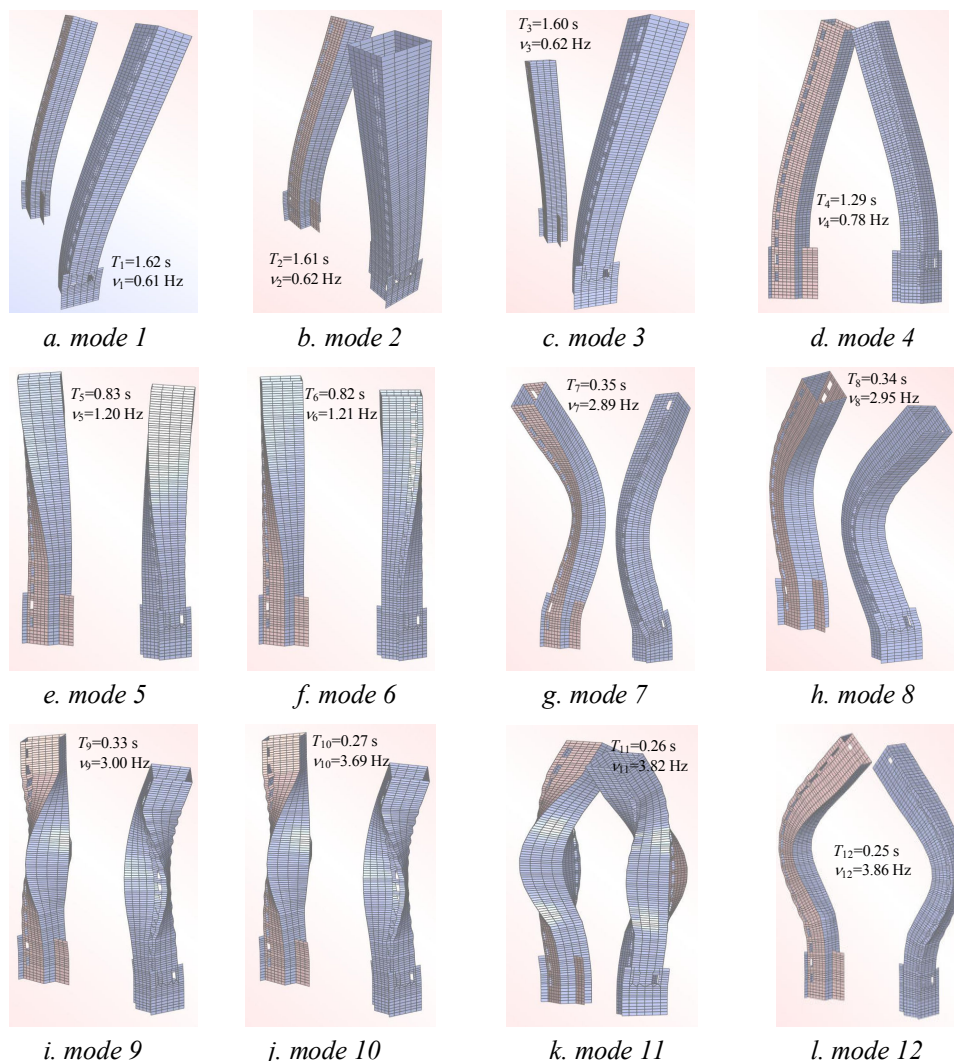 T₁=1.62 s
ν₁=0.61 Hz
a. mode 1
T₂=1.61 s
ν₂=0.62 Hz
b. mode 2
T₃=1.60 s
ν₃=0.62 Hz
c. mode 3
T₄=1.29 s
ν₄=0.78 Hz
d. mode 4
T₅=0.83 s
ν₅=1.20 Hz
e. mode 5
T₆=0.82 s
ν₆=1.21 Hz
f. mode 6
T₇=0.35 s
ν₇=2.89 Hz
g. mode 7
T₈=0.34 s
ν₈=2.95 Hz
h. mode 8
T₉=0.33 s
ν₉=3.00 Hz
i. mode 9
T₁₀=0.27 s
ν₁₀=3.69 Hz
j. mode 10
T₁₁=0.26 s
ν₁₁=3.82 Hz
k. mode 11
T₁₂=0.25 s
ν₁₂=3.86 Hz
l. mode 12